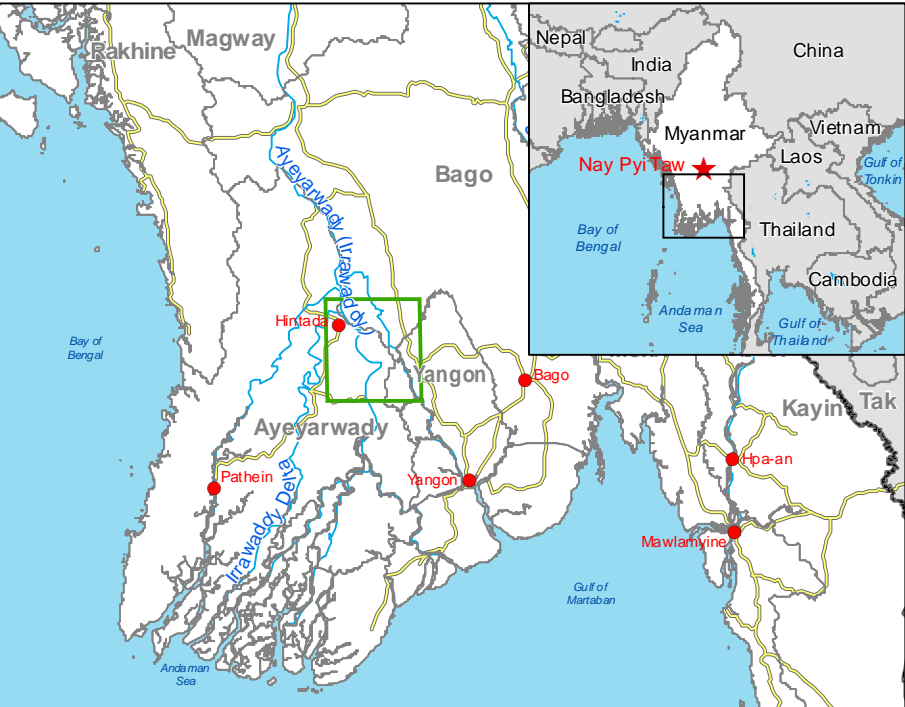 Rakhine
Magway
Bago
Ayeyarwady (Irrawaddy)
Hintada
Yangon
Bago
Ayeyarwady
Pathein
Irrawaddy Delta
Yangon
Kayin
Tak
Hpa-an
Mawlamyine
Bay of
Bengal
Gulf of
Martaban
Andaman
Sea
Nepal
India
China
Bangladesh
Myanmar
Vietnam
Laos
Nay Pyi Taw
Gulf of
Tonkin
Bay of
Bengal
Thailand
Cambodia
Andaman
Sea
Gulf of
Thailand